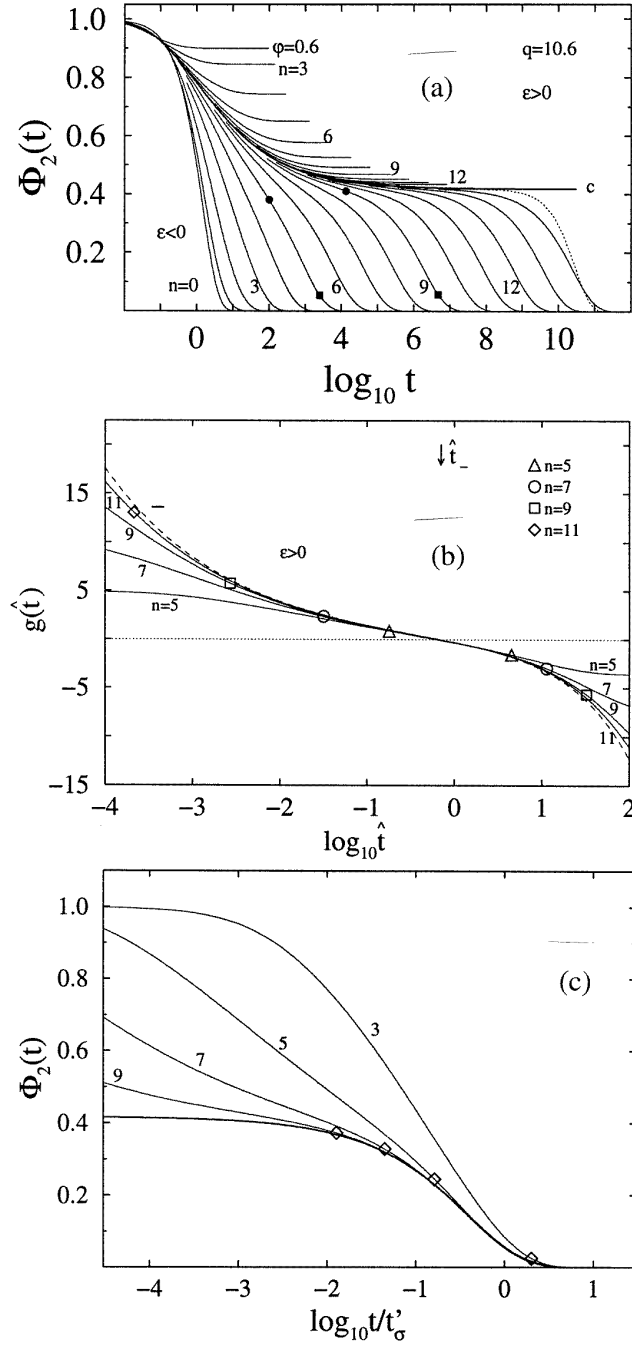 1.0
0.8
0.6
0.4
0.2
Φ₂(t)
φ=0.6
n=3
6
9
12
c
q=10.6
(a)
ε>0
ε<0
n=0
3
6
9
12
0
2
4
6
8
10
log₁₀ t
15
5
−5
−15
ĝ(t̂)
11
9
7
n=5
–
ε>0
↓ t̂₋
(b)
n=5
n=7
n=9
n=11
n=5
7
9
11
−4
−3
−2
−1
0
1
2
log₁₀ t̂
1.0
0.8
0.6
0.4
0.2
Φ₂(t)
3
5
7
9
(c)
−4
−3
−2
−1
0
1
log₁₀t/t'σ